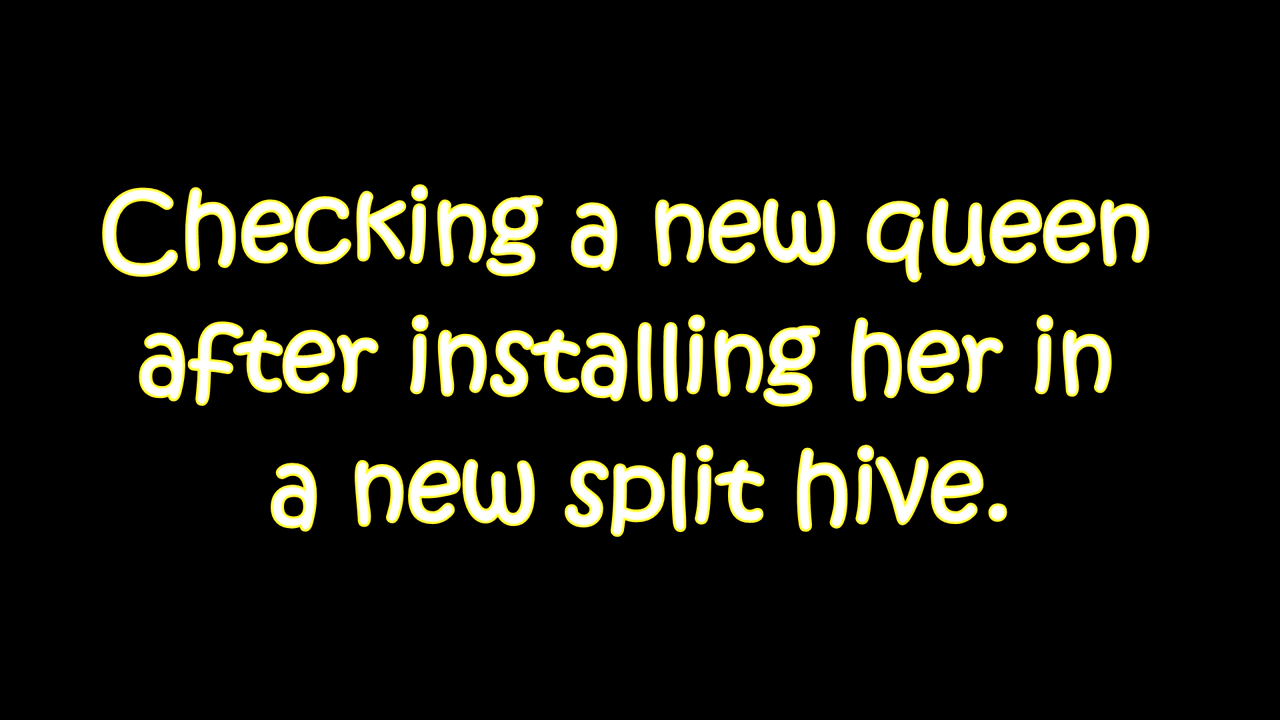 Checking a new queen
after installing her in
a new split hive.